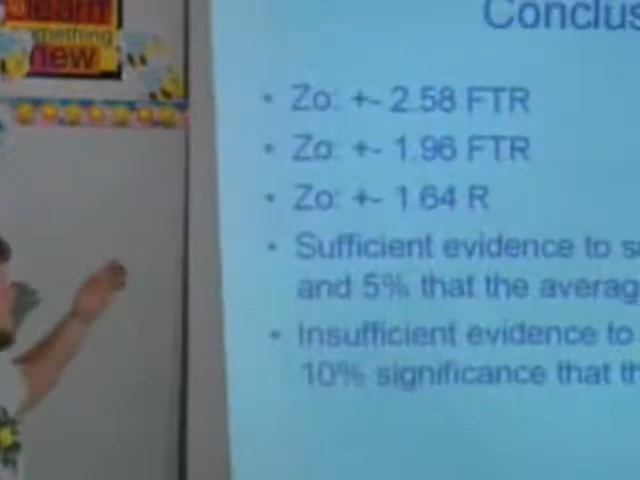 learn
something
new
Conclus
• Zo: +- 2.58 FTR
• Zo: +- 1.96 FTR
• Zo: +- 1.64 R
• Sufficient evidence to s
and 5% that the averag
• Insufficient evidence to
10% significance that th